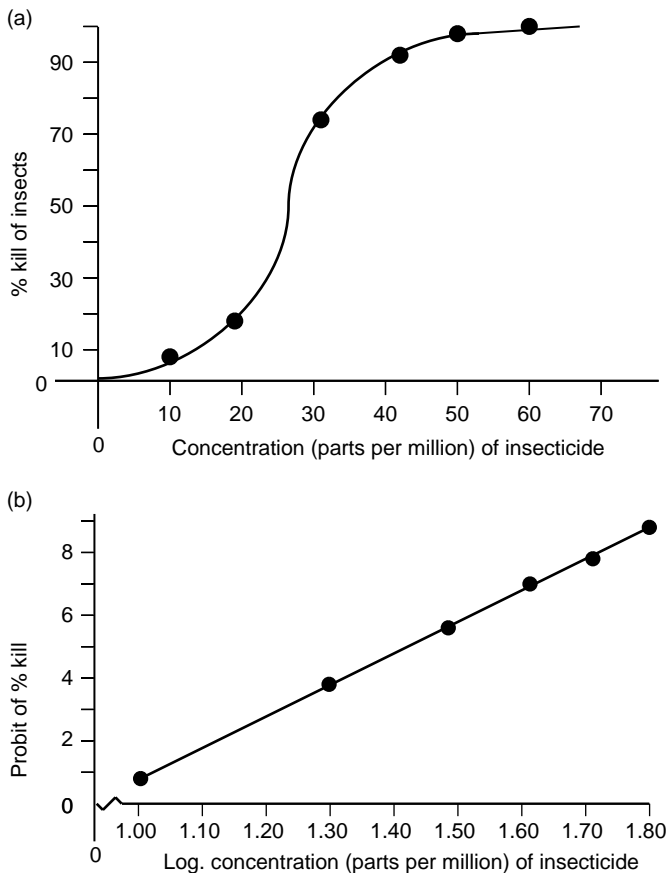 (a)
90
70
50
30
10
0
% kill of insects
0 10 20 30 40 50 60 70
Concentration (parts per million) of insecticide
(b)
8
6
4
2
0
Probit of % kill
0 1.00 1.10 1.20 1.30 1.40 1.50 1.60 1.70 1.80
Log. concentration (parts per million) of insecticide